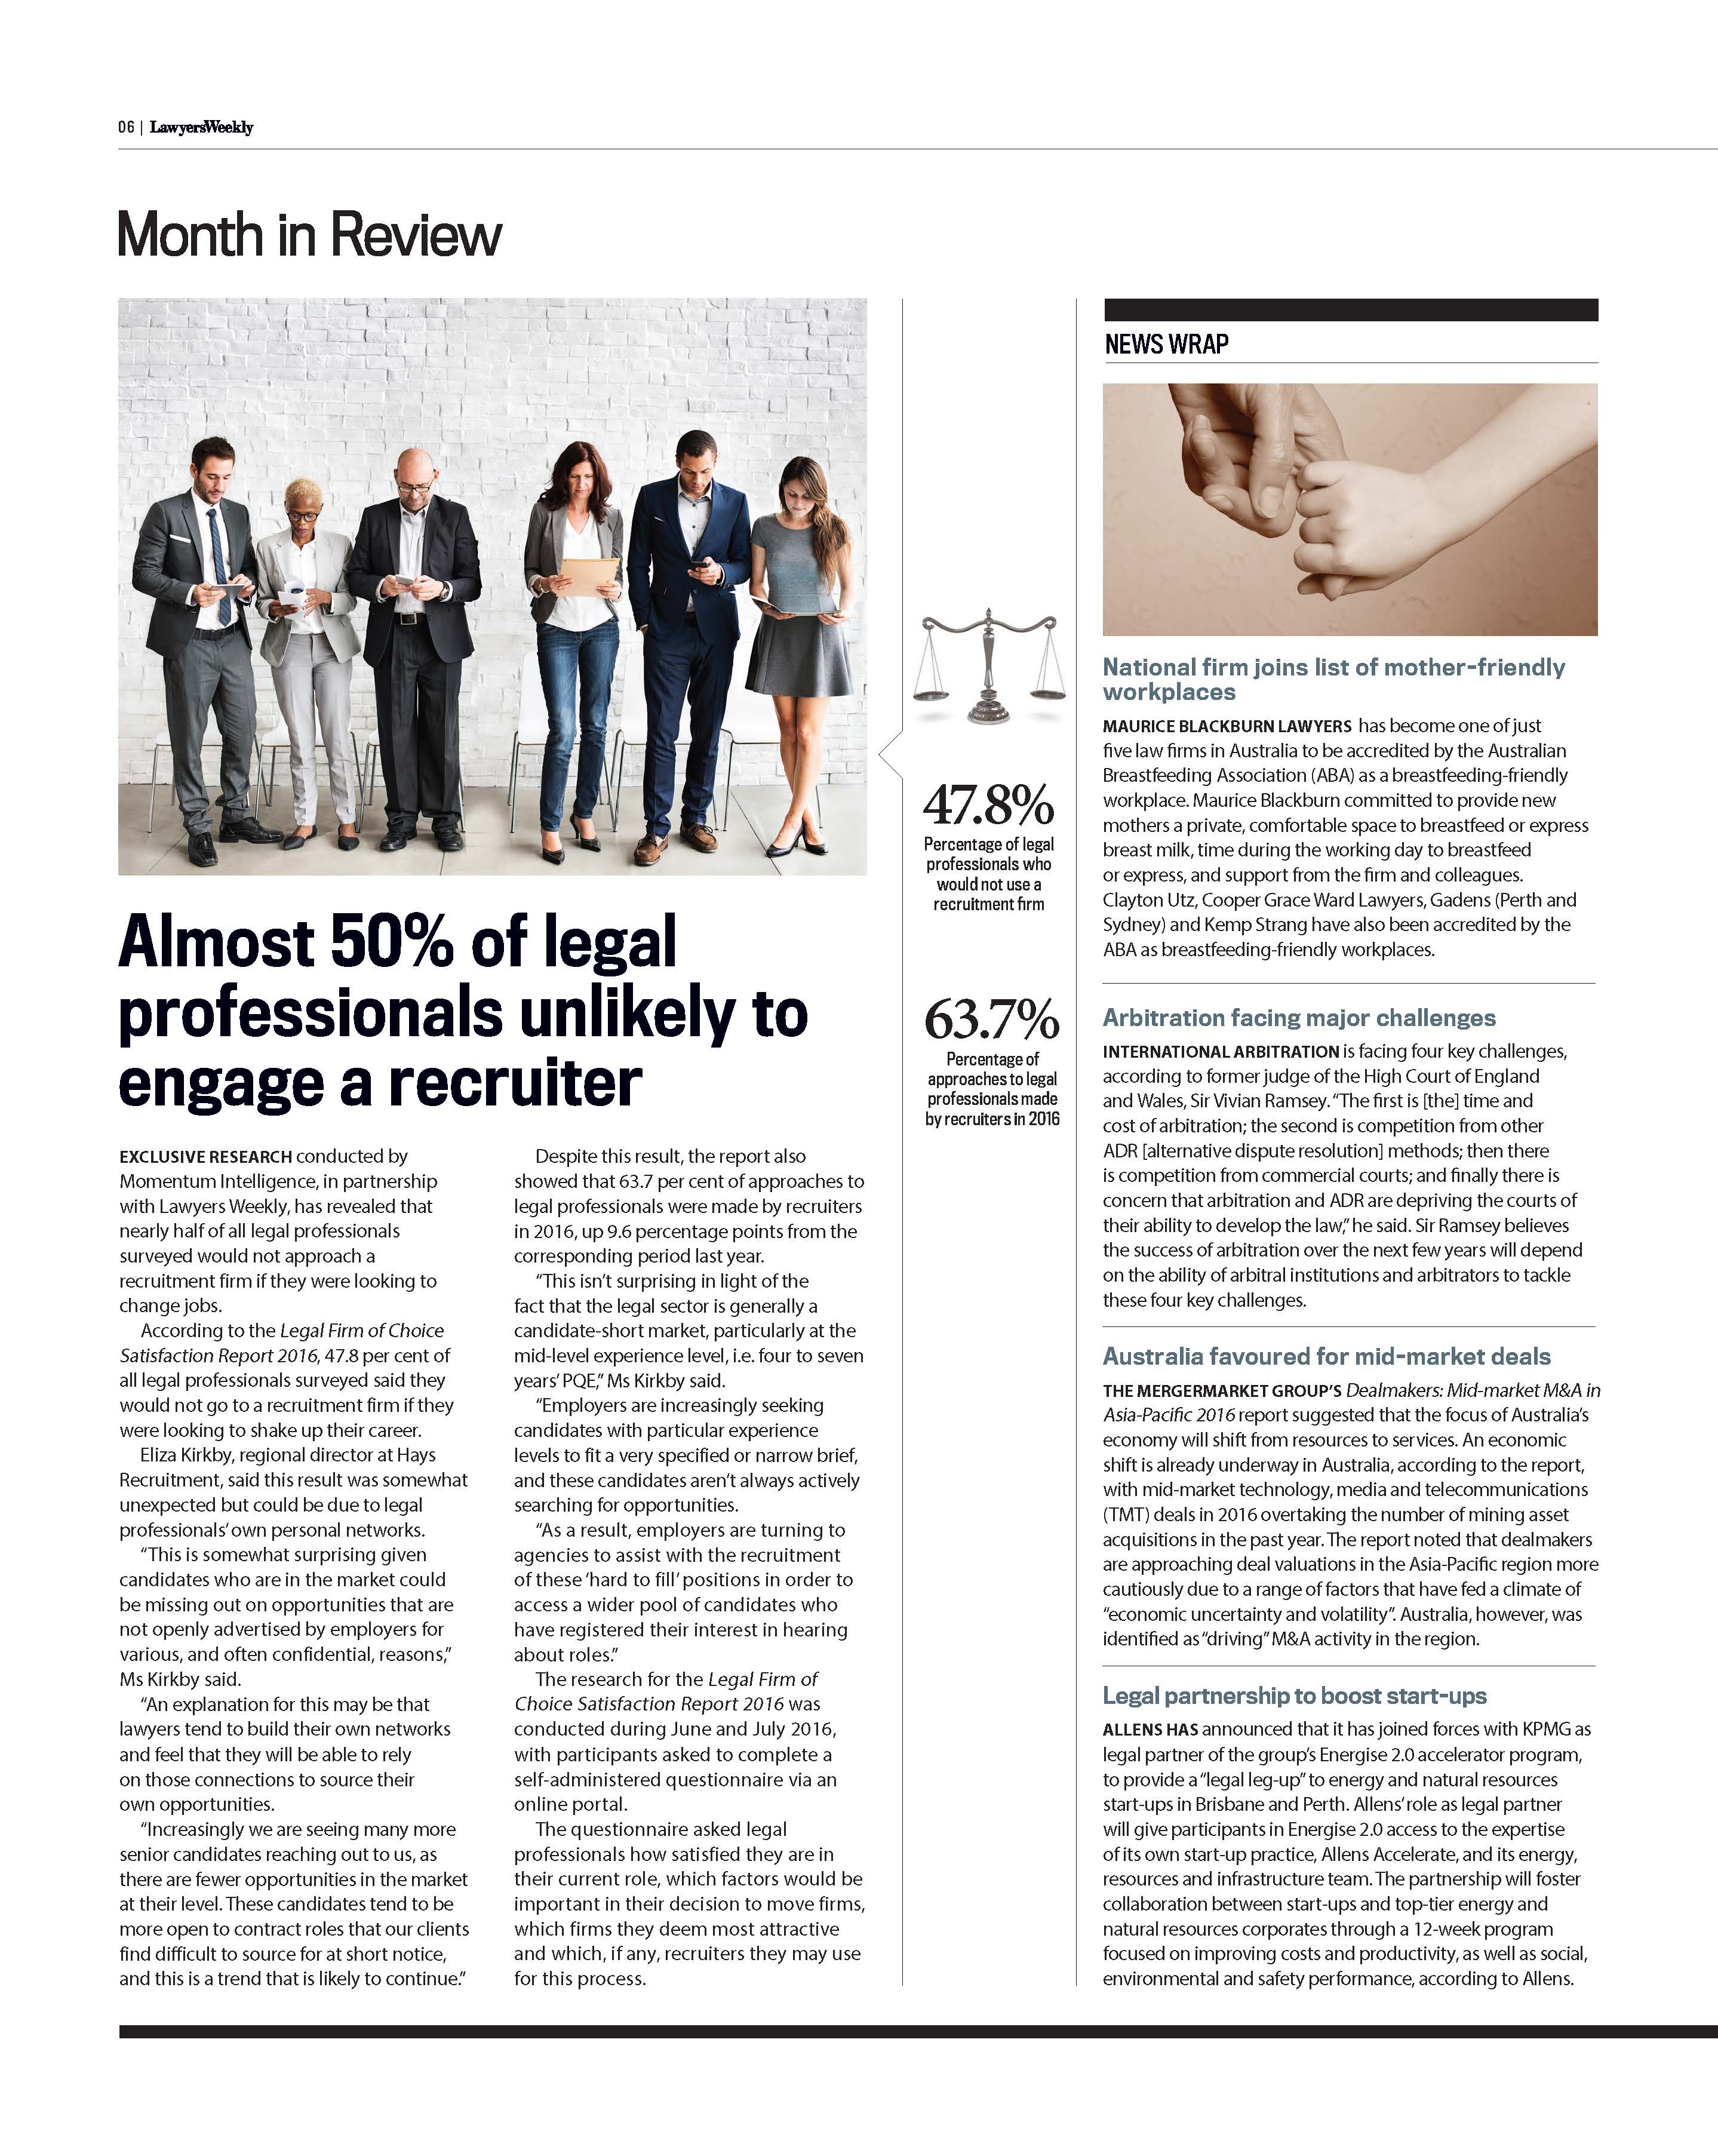 06 | LawyersWeekly
Month in Review
Almost 50% of legal
professionals unlikely to
engage a recruiter
EXCLUSIVE RESEARCH conducted by
Momentum Intelligence, in partnership
with Lawyers Weekly, has revealed that
nearly half of all legal professionals
surveyed would not approach a
recruitment firm if they were looking to
change jobs.
According to the Legal Firm of Choice
Satisfaction Report 2016, 47.8 per cent of
all legal professionals surveyed said they
would not go to a recruitment firm if they
were looking to shake up their career.
Eliza Kirkby, regional director at Hays
Recruitment, said this result was somewhat
unexpected but could be due to legal
professionals’ own personal networks.
“This is somewhat surprising given
candidates who are in the market could
be missing out on opportunities that are
not openly advertised by employers for
various, and often confidential, reasons,”
Ms Kirkby said.
“An explanation for this may be that
lawyers tend to build their own networks
and feel that they will be able to rely
on those connections to source their
own opportunities.
“Increasingly we are seeing many more
senior candidates reaching out to us, as
there are fewer opportunities in the market
at their level. These candidates tend to be
more open to contract roles that our clients
find difficult to source for at short notice,
and this is a trend that is likely to continue.”
Despite this result, the report also
showed that 63.7 per cent of approaches to
legal professionals were made by recruiters
in 2016, up 9.6 percentage points from the
corresponding period last year.
“This isn’t surprising in light of the
fact that the legal sector is generally a
candidate-short market, particularly at the
mid-level experience level, i.e. four to seven
years’ PQE,” Ms Kirkby said.
“Employers are increasingly seeking
candidates with particular experience
levels to fit a very specified or narrow brief,
and these candidates aren’t always actively
searching for opportunities.
“As a result, employers are turning to
agencies to assist with the recruitment
of these ‘hard to fill’ positions in order to
access a wider pool of candidates who
have registered their interest in hearing
about roles.”
The research for the Legal Firm of
Choice Satisfaction Report 2016 was
conducted during June and July 2016,
with participants asked to complete a
self-administered questionnaire via an
online portal.
The questionnaire asked legal
professionals how satisfied they are in
their current role, which factors would be
important in their decision to move firms,
which firms they deem most attractive
and which, if any, recruiters they may use
for this process.
47.8%
Percentage of legal
professionals who
would not use a
recruitment firm
63.7%
Percentage of
approaches to legal
professionals made
by recruiters in 2016
NEWS WRAP
National firm joins list of mother-friendly
workplaces
MAURICE BLACKBURN LAWYERS has become one of just
five law firms in Australia to be accredited by the Australian
Breastfeeding Association (ABA) as a breastfeeding-friendly
workplace. Maurice Blackburn committed to provide new
mothers a private, comfortable space to breastfeed or express
breast milk, time during the working day to breastfeed
or express, and support from the firm and colleagues.
Clayton Utz, Cooper Grace Ward Lawyers, Gadens (Perth and
Sydney) and Kemp Strang have also been accredited by the
ABA as breastfeeding-friendly workplaces.
Arbitration facing major challenges
INTERNATIONAL ARBITRATION is facing four key challenges,
according to former judge of the High Court of England
and Wales, Sir Vivian Ramsey. “The first is [the] time and
cost of arbitration; the second is competition from other
ADR [alternative dispute resolution] methods; then there
is competition from commercial courts; and finally there is
concern that arbitration and ADR are depriving the courts of
their ability to develop the law,” he said. Sir Ramsey believes
the success of arbitration over the next few years will depend
on the ability of arbitral institutions and arbitrators to tackle
these four key challenges.
Australia favoured for mid-market deals
THE MERGERMARKET GROUP’S Dealmakers: Mid-market M&A in
Asia-Pacific 2016 report suggested that the focus of Australia’s
economy will shift from resources to services. An economic
shift is already underway in Australia, according to the report,
with mid-market technology, media and telecommunications
(TMT) deals in 2016 overtaking the number of mining asset
acquisitions in the past year. The report noted that dealmakers
are approaching deal valuations in the Asia-Pacific region more
cautiously due to a range of factors that have fed a climate of
“economic uncertainty and volatility”. Australia, however, was
identified as “driving” M&A activity in the region.
Legal partnership to boost start-ups
ALLENS HAS announced that it has joined forces with KPMG as
legal partner of the group’s Energise 2.0 accelerator program,
to provide a “legal leg-up” to energy and natural resources
start-ups in Brisbane and Perth. Allens’ role as legal partner
will give participants in Energise 2.0 access to the expertise
of its own start-up practice, Allens Accelerate, and its energy,
resources and infrastructure team. The partnership will foster
collaboration between start-ups and top-tier energy and
natural resources corporates through a 12-week program
focused on improving costs and productivity, as well as social,
environmental and safety performance, according to Allens.